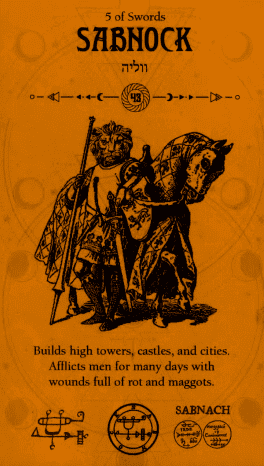 5 of Swords
SABNOCK
ווליה
43
Builds high towers, castles, and cities.
Afflicts men for many days with
wounds full of rot and maggots.
SABNACH